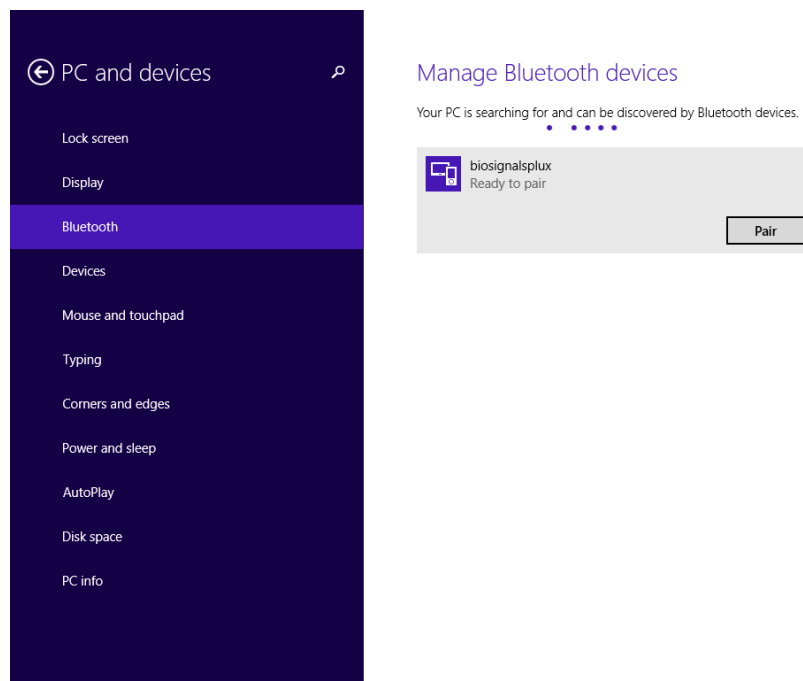 PC and devices
Lock screen
Display
Bluetooth
Devices
Mouse and touchpad
Typing
Corners and edges
Power and sleep
AutoPlay
Disk space
PC info
Manage Bluetooth devices
Your PC is searching for and can be discovered by Bluetooth devices.
biosignalsplux
Ready to pair
Pair